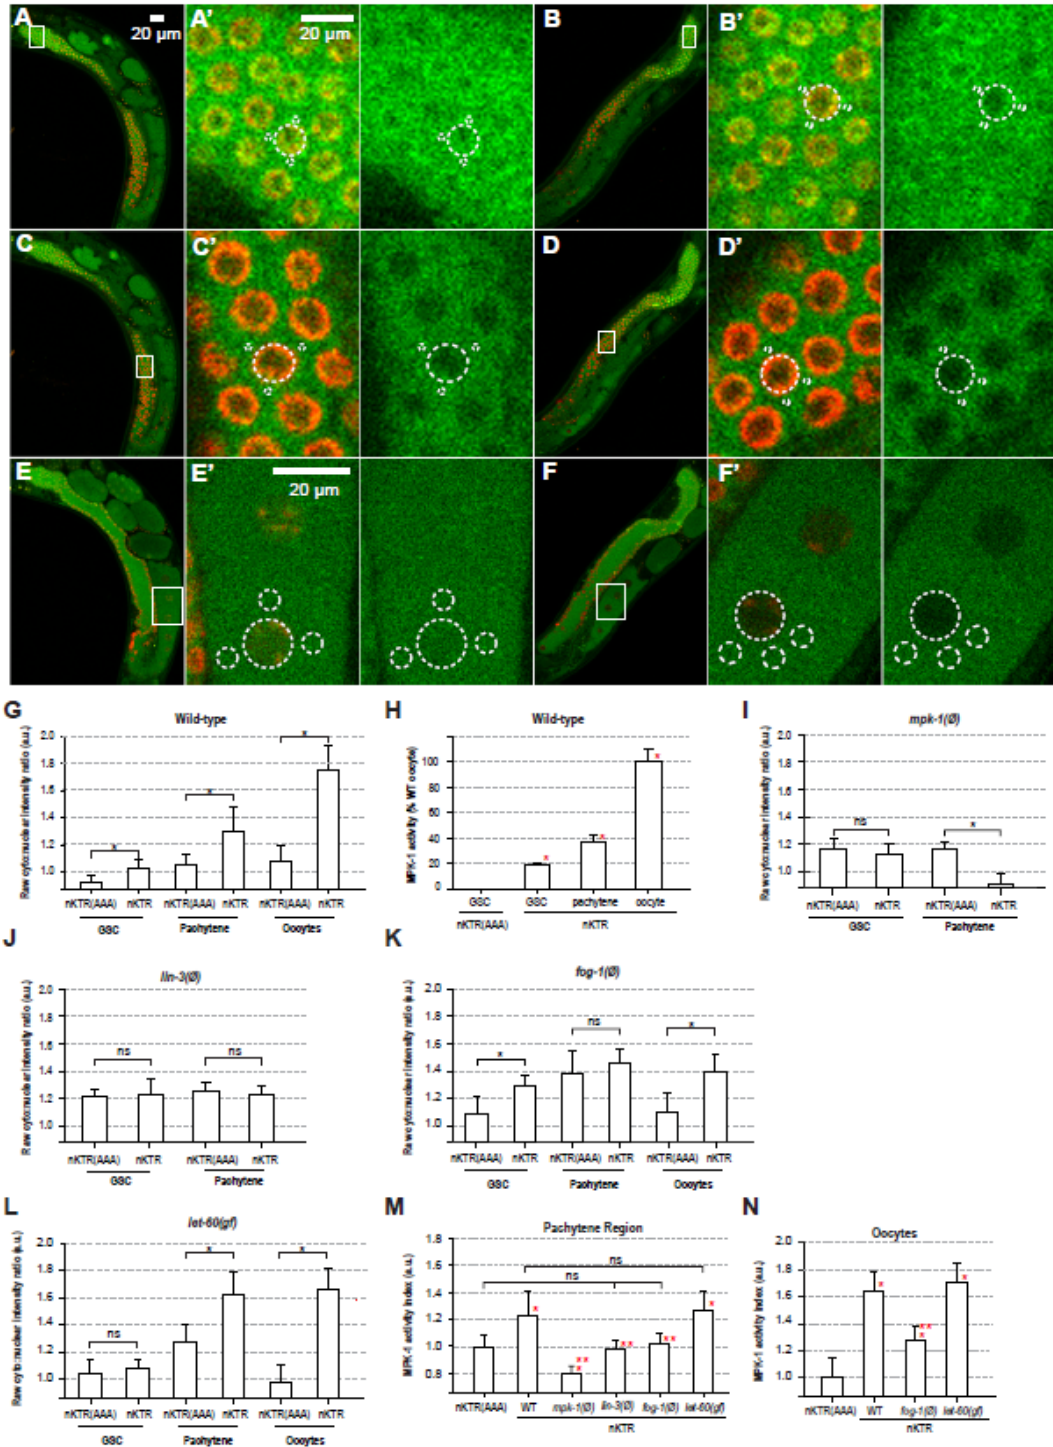 A
20 µm
A'
20 µm
B
B'
C
C'
D
D'
E
E'
20 µm
F
F'
G
Wild-type
Raw cyto:nuclear intensity ratio (a.u.)
2.0
1.8
1.6
1.4
1.2
1.0
*
*
*
nKTR(AAA)
nKTR
nKTR(AAA)
nKTR
nKTR(AAA)
nKTR
GSC
Pachytene
Oocytes
H
Wild-type
MPK-1 activity (% WT oocyte)
100
80
60
40
20
0
*
*
*
GSC
GSC
pachytene
oocyte
nKTR(AAA)
nKTR
I
mpk-1(Ø)
Raw cyto:nuclear intensity ratio (a.u.)
2.0
1.8
1.6
1.4
1.2
1.0
ns
*
nKTR(AAA)
nKTR
nKTR(AAA)
nKTR
GSC
Pachytene
J
lin-3(Ø)
Raw cyto:nuclear intensity ratio (a.u.)
2.0
1.8
1.6
1.4
1.2
1.0
ns
ns
nKTR(AAA)
nKTR
nKTR(AAA)
nKTR
GSC
Pachytene
K
fog-1(Ø)
Raw cyto:nuclear intensity ratio (a.u.)
2.0
1.8
1.6
1.4
1.2
1.0
*
ns
*
nKTR(AAA)
nKTR
nKTR(AAA)
nKTR
nKTR(AAA)
nKTR
GSC
Pachytene
Oocytes
L
let-60(gf)
Raw cyto:nuclear intensity ratio (a.u.)
2.0
1.8
1.6
1.4
1.2
1.0
ns
*
*
nKTR(AAA)
nKTR
nKTR(AAA)
nKTR
nKTR(AAA)
nKTR
GSC
Pachytene
Oocytes
M
Pachytene Region
MPK-1 activity index (a.u.)
1.8
1.6
1.4
1.2
1.0
0.8
ns
ns
*
**
*
**
**
*
nKTR(AAA)
WT
mpk-1(Ø)
lin-3(Ø)
fog-1(Ø)
let-60(gf)
nKTR
N
Oocytes
MPK-1 activity index (a.u.)
2.0
1.8
1.6
1.4
1.2
1.0
*
**
*
*
nKTR(AAA)
WT
fog-1(Ø)
let-60(gf)
nKTR